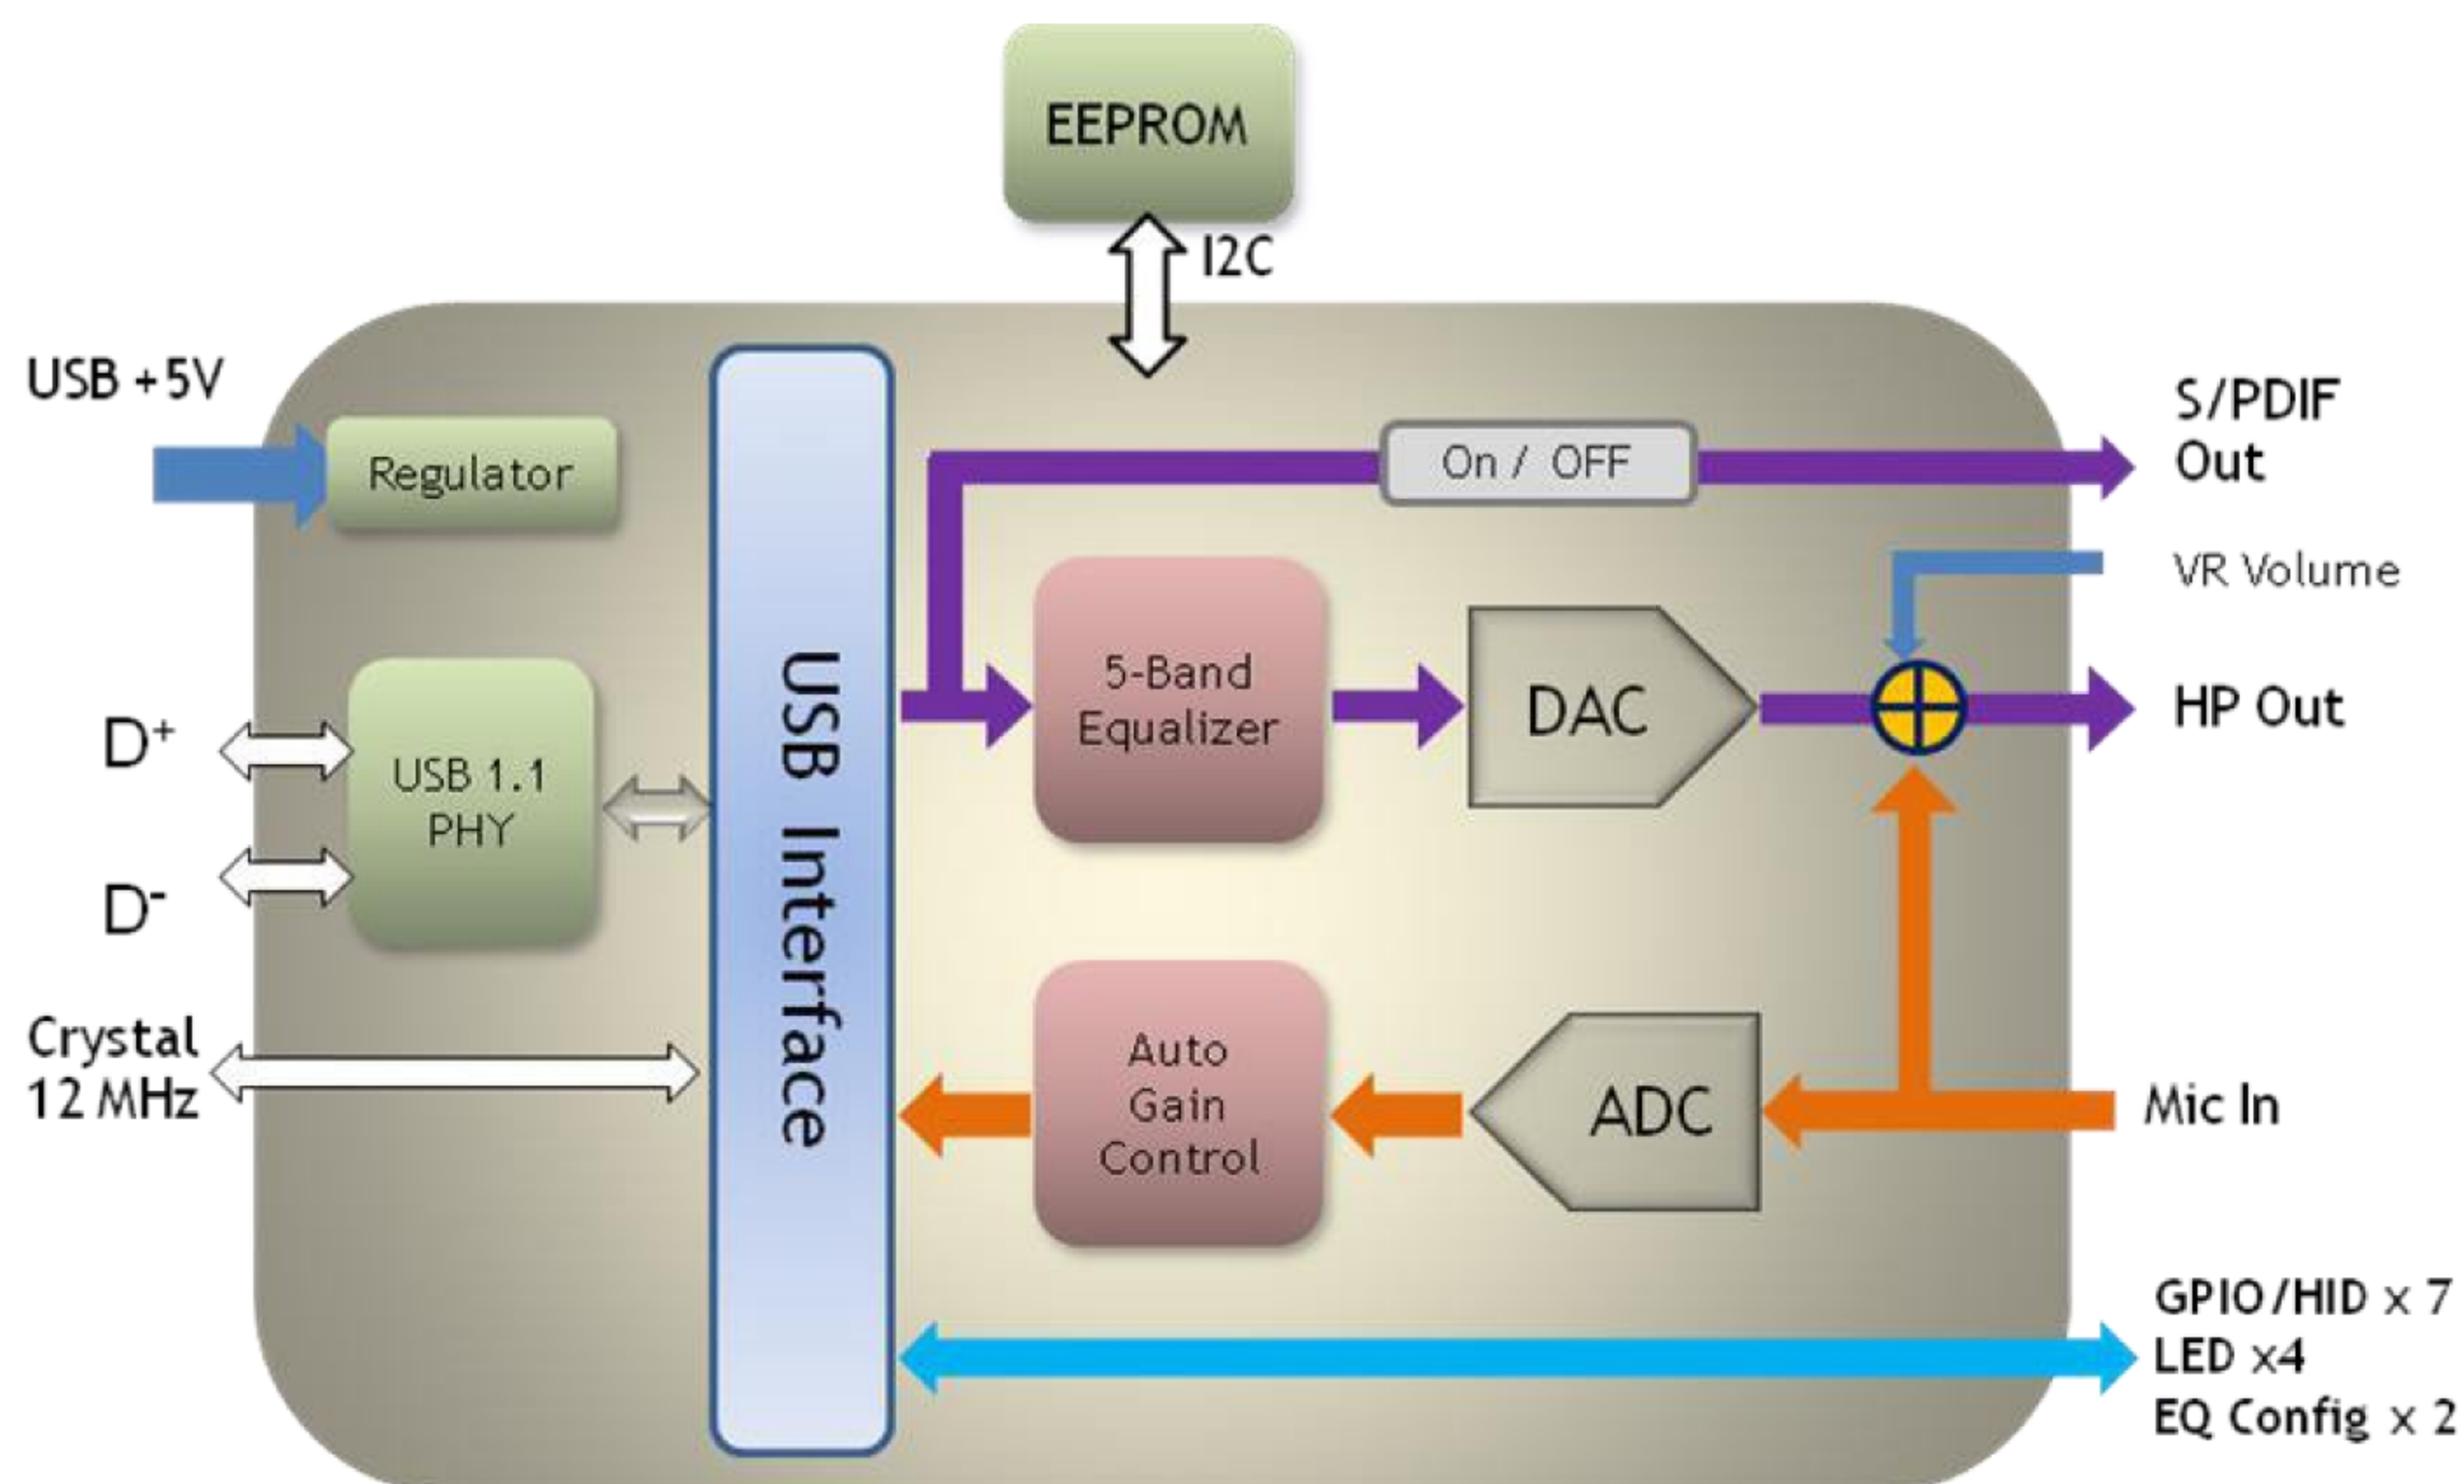 EEPROM
I2C
USB +5V
Regulator
S/PDIF
Out
On / OFF
VR Volume
5-Band
Equalizer
DAC
HP Out
D+
USB 1.1
PHY
D-
USB Interface
Crystal
12 MHz
Auto
Gain
Control
ADC
Mic In
GPIO/HID x 7
LED x4
EQ Config x 2